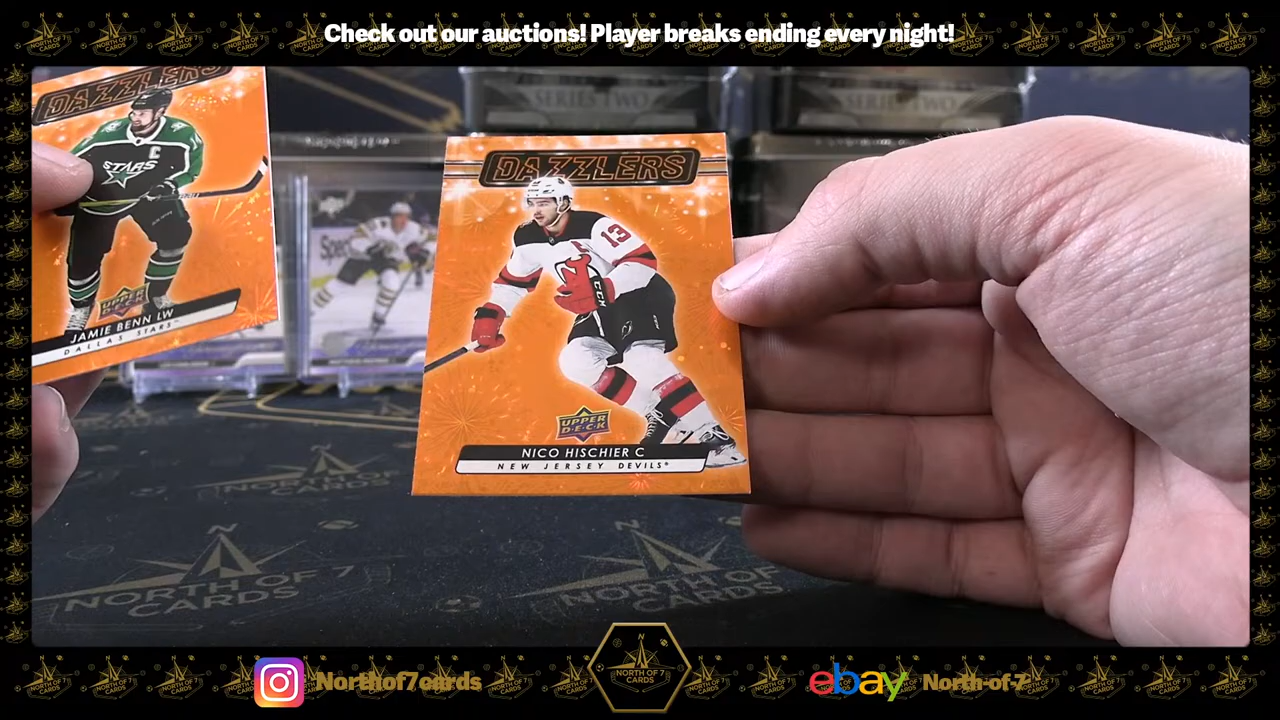 Check out our auctions! Player breaks ending every night!
SERIES TWO
SERIES TWO
DAZZLERS
STARS
C
UPPER
DECK
JAMIE BENN LW
DALLAS STARS
DAZZLERS
13
CCM
UPPER
D·E·C·K
NICO HISCHIER C
NEW JERSEY DEVILS
NORTH OF 7
CARDS
N
NORTH OF 7
CARDS
N
NORTH OF 7
CARDS
Northof7cards
N
NORTH OF 7
CARDS
ebay
North-of-7